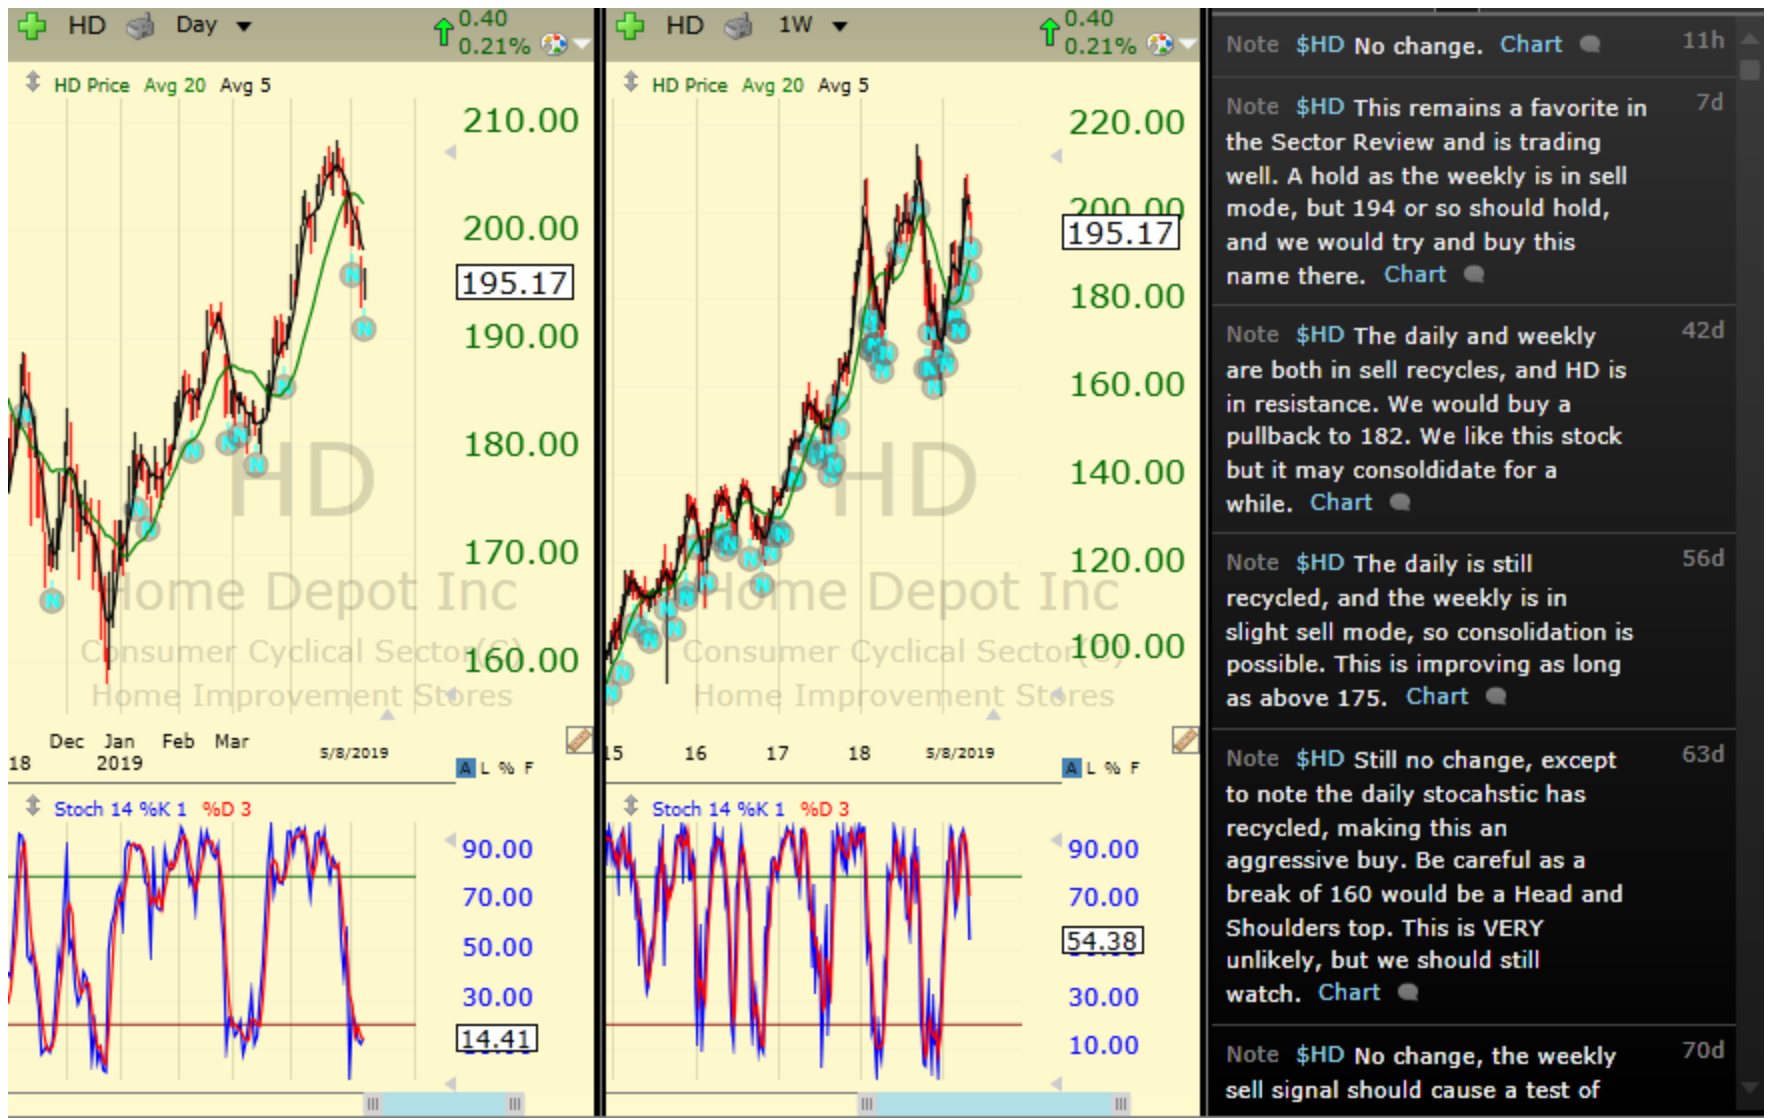 HD Day 0.40
0.21%
HD Price Avg 20 Avg 5
210.00
200.00
195.17
190.00
180.00
170.00
160.00
HD
Home Depot Inc
Consumer Cyclical Sector(C)
Home Improvement Stores
18 Dec Jan Feb Mar 5/8/2019
2019
A L % F
Stoch 14 %K 1 %D 3
90.00
70.00
50.00
30.00
14.41
N
N
N
N
N
N
N
N
N
N
N
HD 1W 0.40
0.21%
HD Price Avg 20 Avg 5
220.00
200.00
195.17
180.00
160.00
140.00
120.00
100.00
HD
Home Depot Inc
Consumer Cyclical Sector(C)
Home Improvement Stores
15 16 17 18 5/8/2019
A L % F
Stoch 14 %K 1 %D 3
90.00
70.00
54.38
30.00
10.00
Note $HD No change. Chart 11h
Note $HD This remains a favorite in 7d
the Sector Review and is trading
well. A hold as the weekly is in sell
mode, but 194 or so should hold,
and we would try and buy this
name there. Chart
Note $HD The daily and weekly 42d
are both in sell recycles, and HD is
in resistance. We would buy a
pullback to 182. We like this stock
but it may consoldidate for a
while. Chart
Note $HD The daily is still 56d
recycled, and the weekly is in
slight sell mode, so consolidation is
possible. This is improving as long
as above 175. Chart
Note $HD Still no change, except 63d
to note the daily stocahstic has
recycled, making this an
aggressive buy. Be careful as a
break of 160 would be a Head and
Shoulders top. This is VERY
unlikely, but we should still
watch. Chart
Note $HD No change, the weekly 70d
sell signal should cause a test of